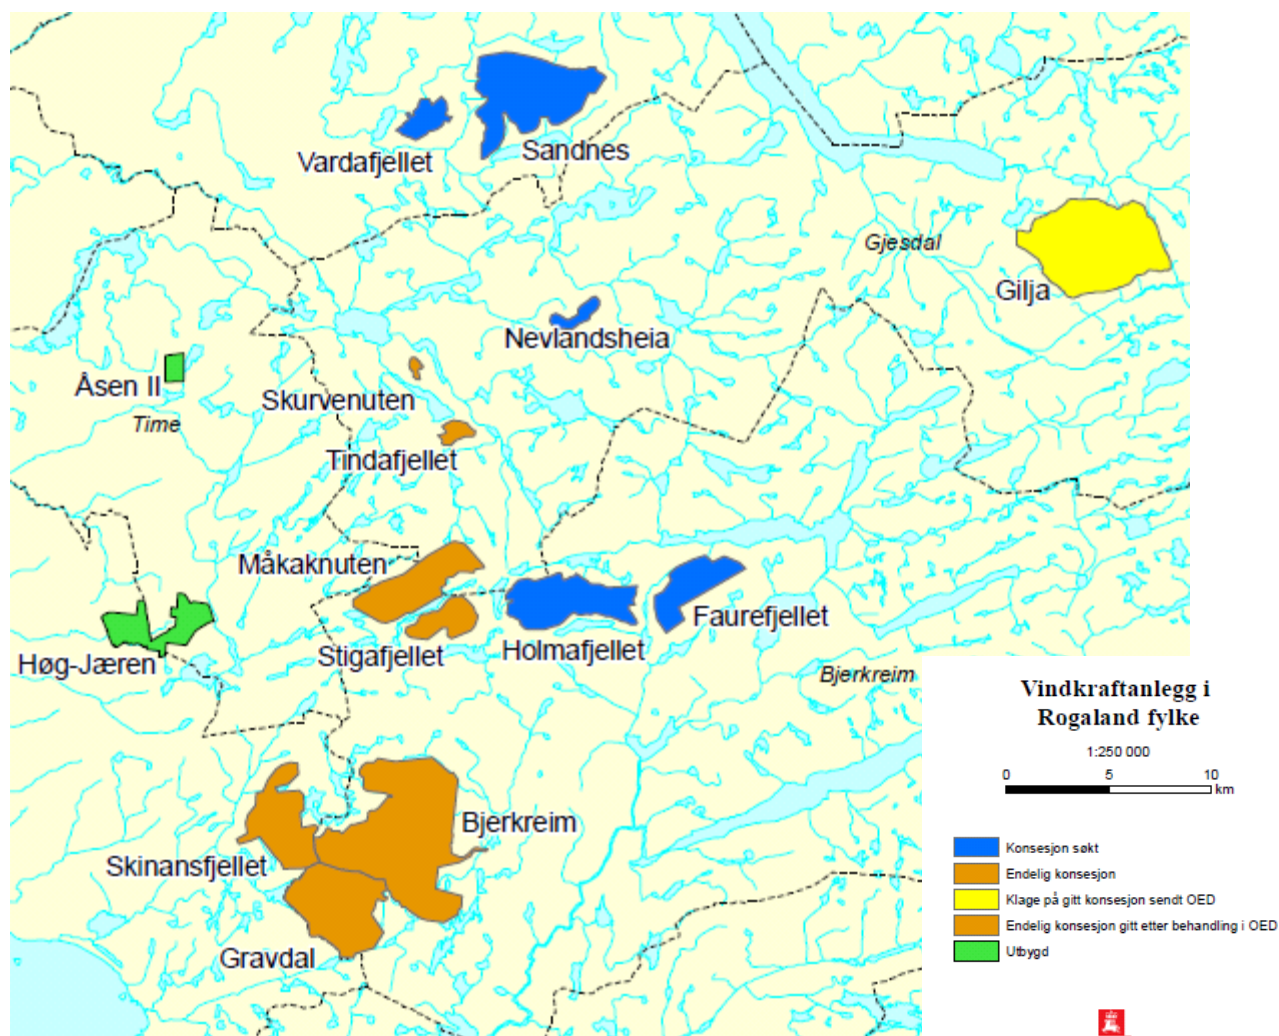 Vardafjellet
Sandnes
Gjesdal
Gilja
Nevlandsheia
Åsen II
Time
Skurvenuten
Tindafjellet
Måkaknuten
Stigafjellet
Holmafjellet
Faurefjellet
Høg-Jæren
Bjerkreim
Bjerkreim
Skinansfjellet
Gravdal
Vindkraftanlegg i
Rogaland fylke
1:250 000
0 5 10
km
Konsesjon søkt
Endelig konsesjon
Klage på gitt konsesjon sendt OED
Endelig konsesjon gitt etter behandling i OED
Utbygd